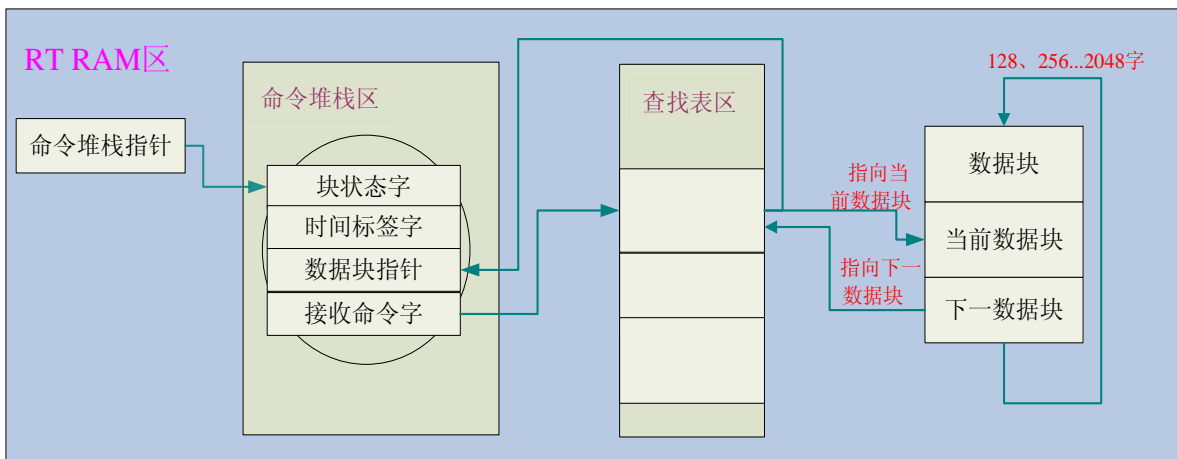 RT RAM区
命令堆栈指针
命令堆栈区
块状态字
时间标签字
数据块指针
接收命令字
查找表区
指向当
前数据块
指向下一
数据块
128、256...2048字
数据块
当前数据块
下一数据块